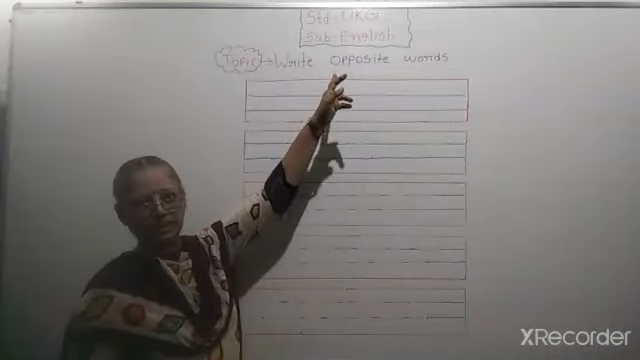 Std-UKG
Sub-English
Topic → Write opposite words
XRecorder